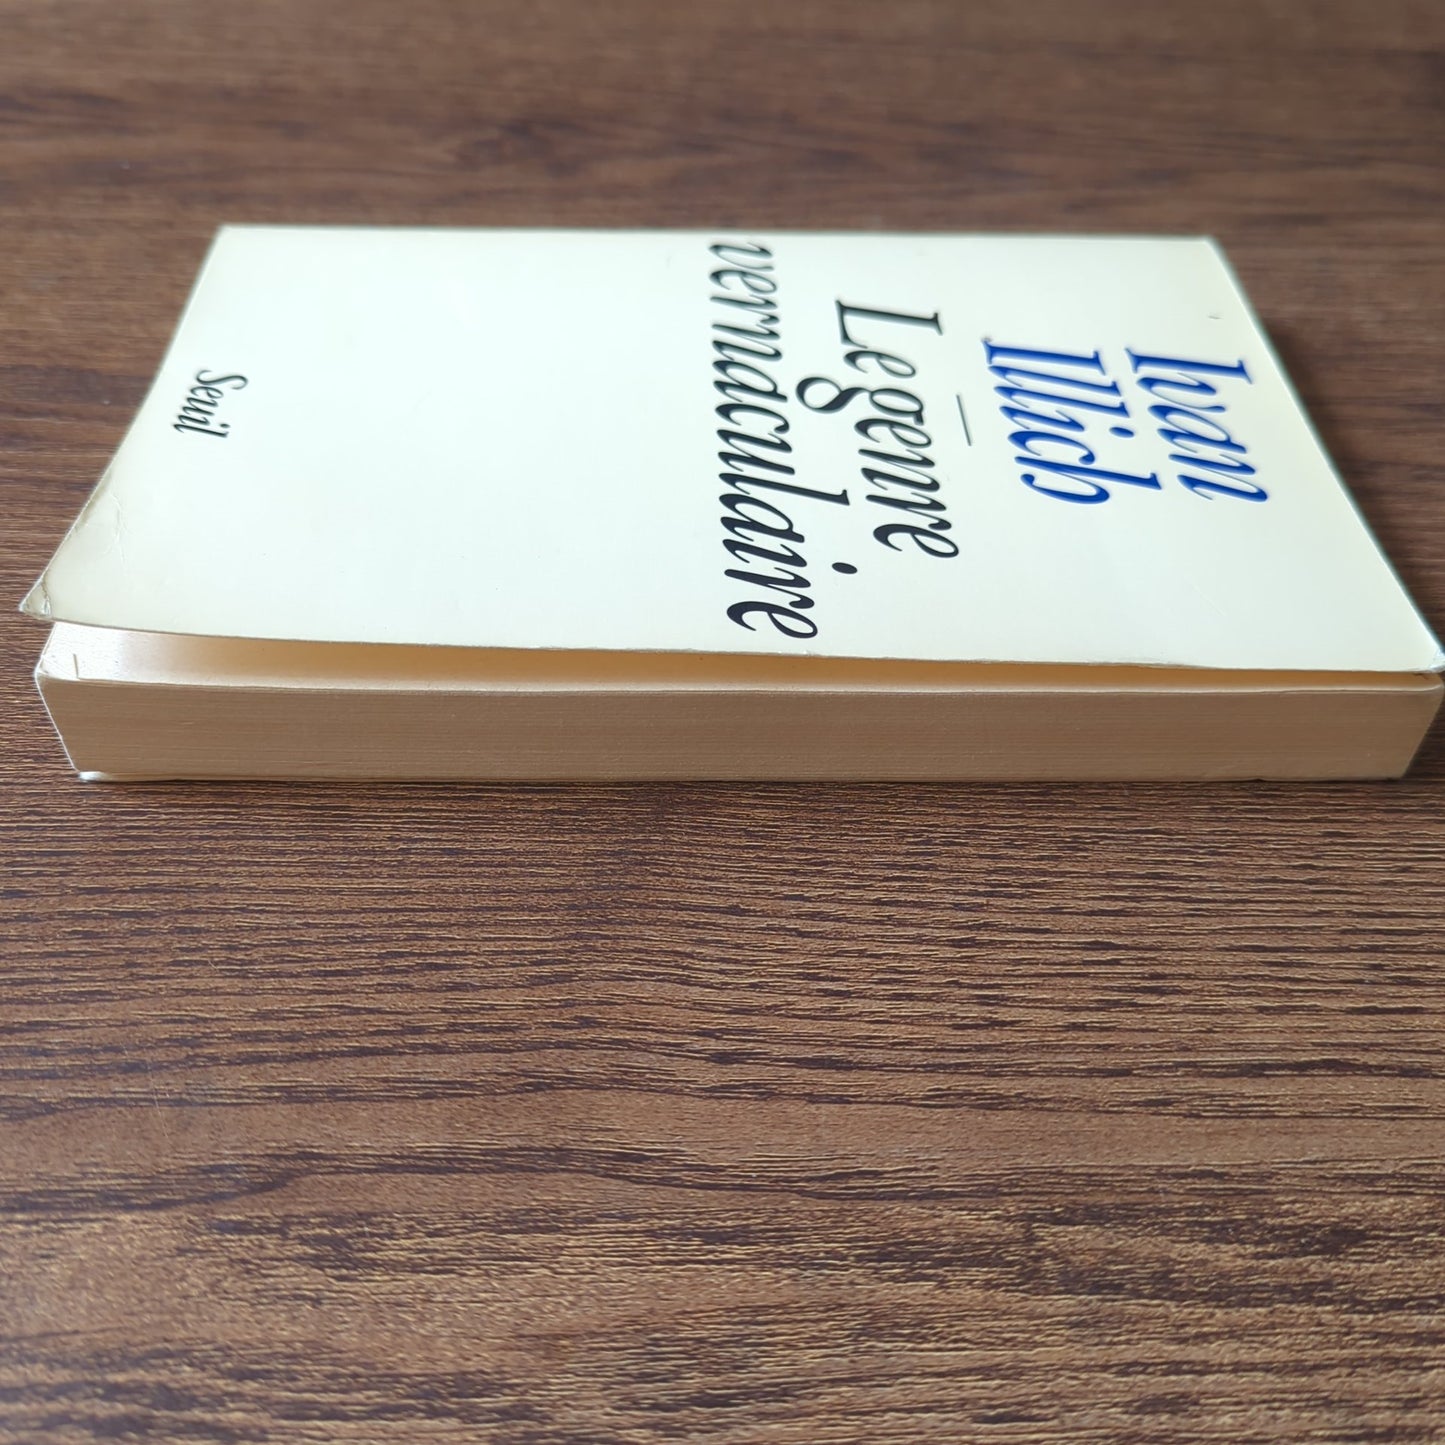 Ivan
Illich
Le genre
vernaculaire
Seuil